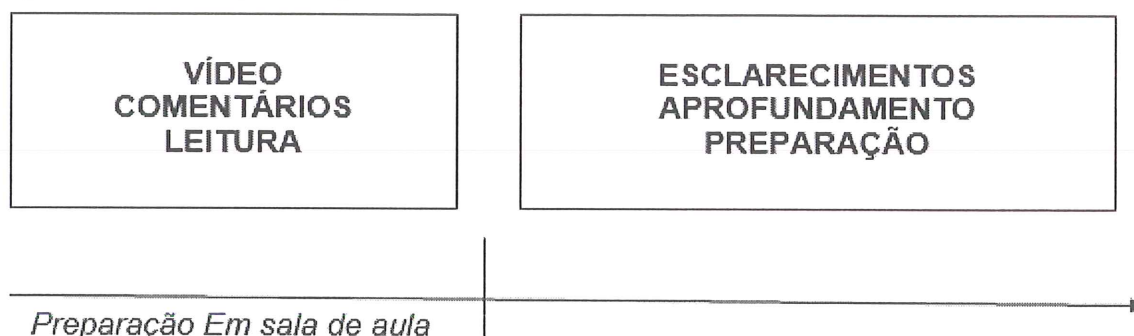 VÍDEO
COMENTÁRIOS
LEITURA
ESCLARECIMENTOS
APROFUNDAMENTO
PREPARAÇÃO
Preparação Em sala de aula